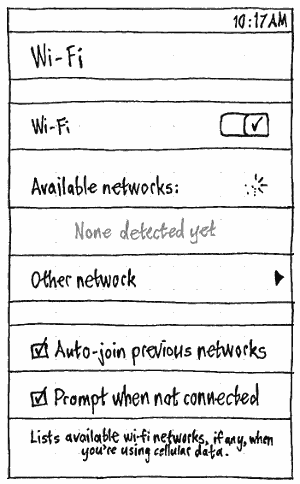 10:17AM
Wi-Fi
Wi-Fi
Available networks:
None detected yet
Other network
Auto-join previous networks
Prompt when not connected
Lists available wi-fi networks, if any, when
you're using cellular data.